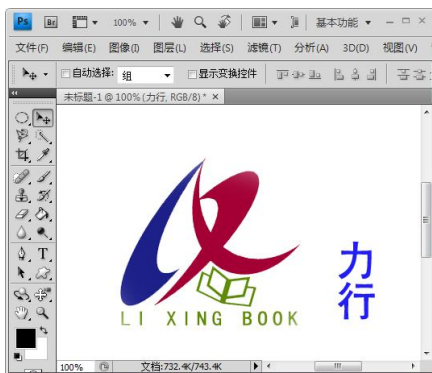 Ps Br 100% 基本功能
文件(F) 编辑(E) 图像(I) 图层(L) 选择(S) 滤镜(T) 分析(A) 3D(D) 视图(V)
自动选择: 组 显示变换控件
未标题-1 @ 100% (力行, RGB/8) * ×
力行
LI XING BOOK
100% 文档:732.4K/743.4K